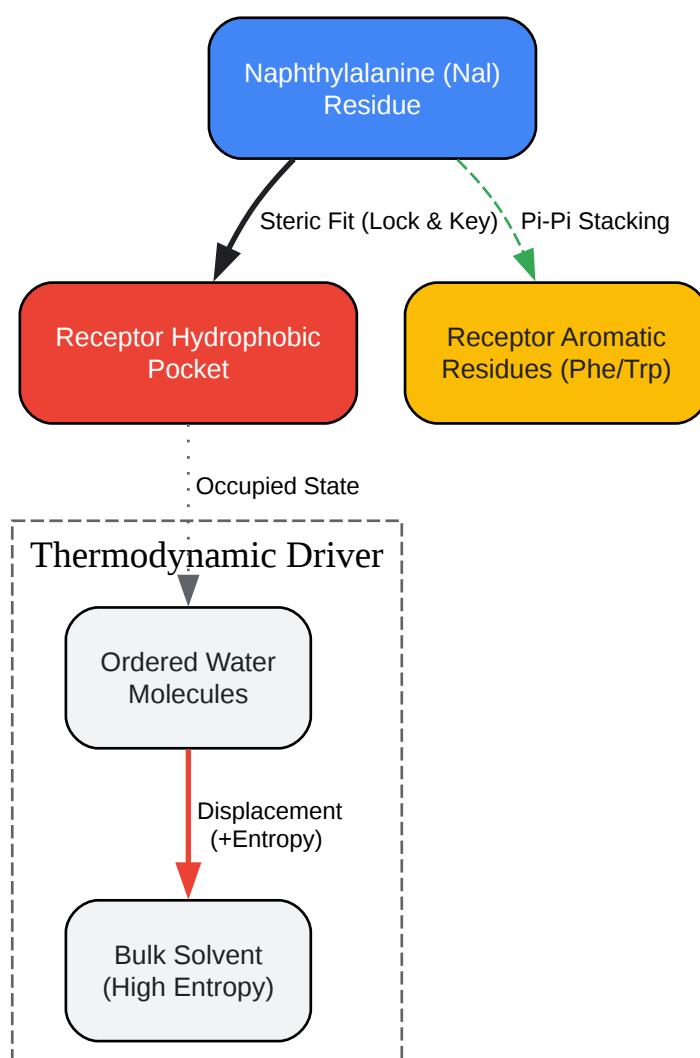 Naphthylalanine (Nal)
Residue
Steric Fit (Lock & Key)
Pi-Pi Stacking
Receptor Hydrophobic
Pocket
Receptor Aromatic
Residues (Phe/Trp)
Occupied State
Thermodynamic Driver
Ordered Water
Molecules
Displacement
(+Entropy)
Bulk Solvent
(High Entropy)